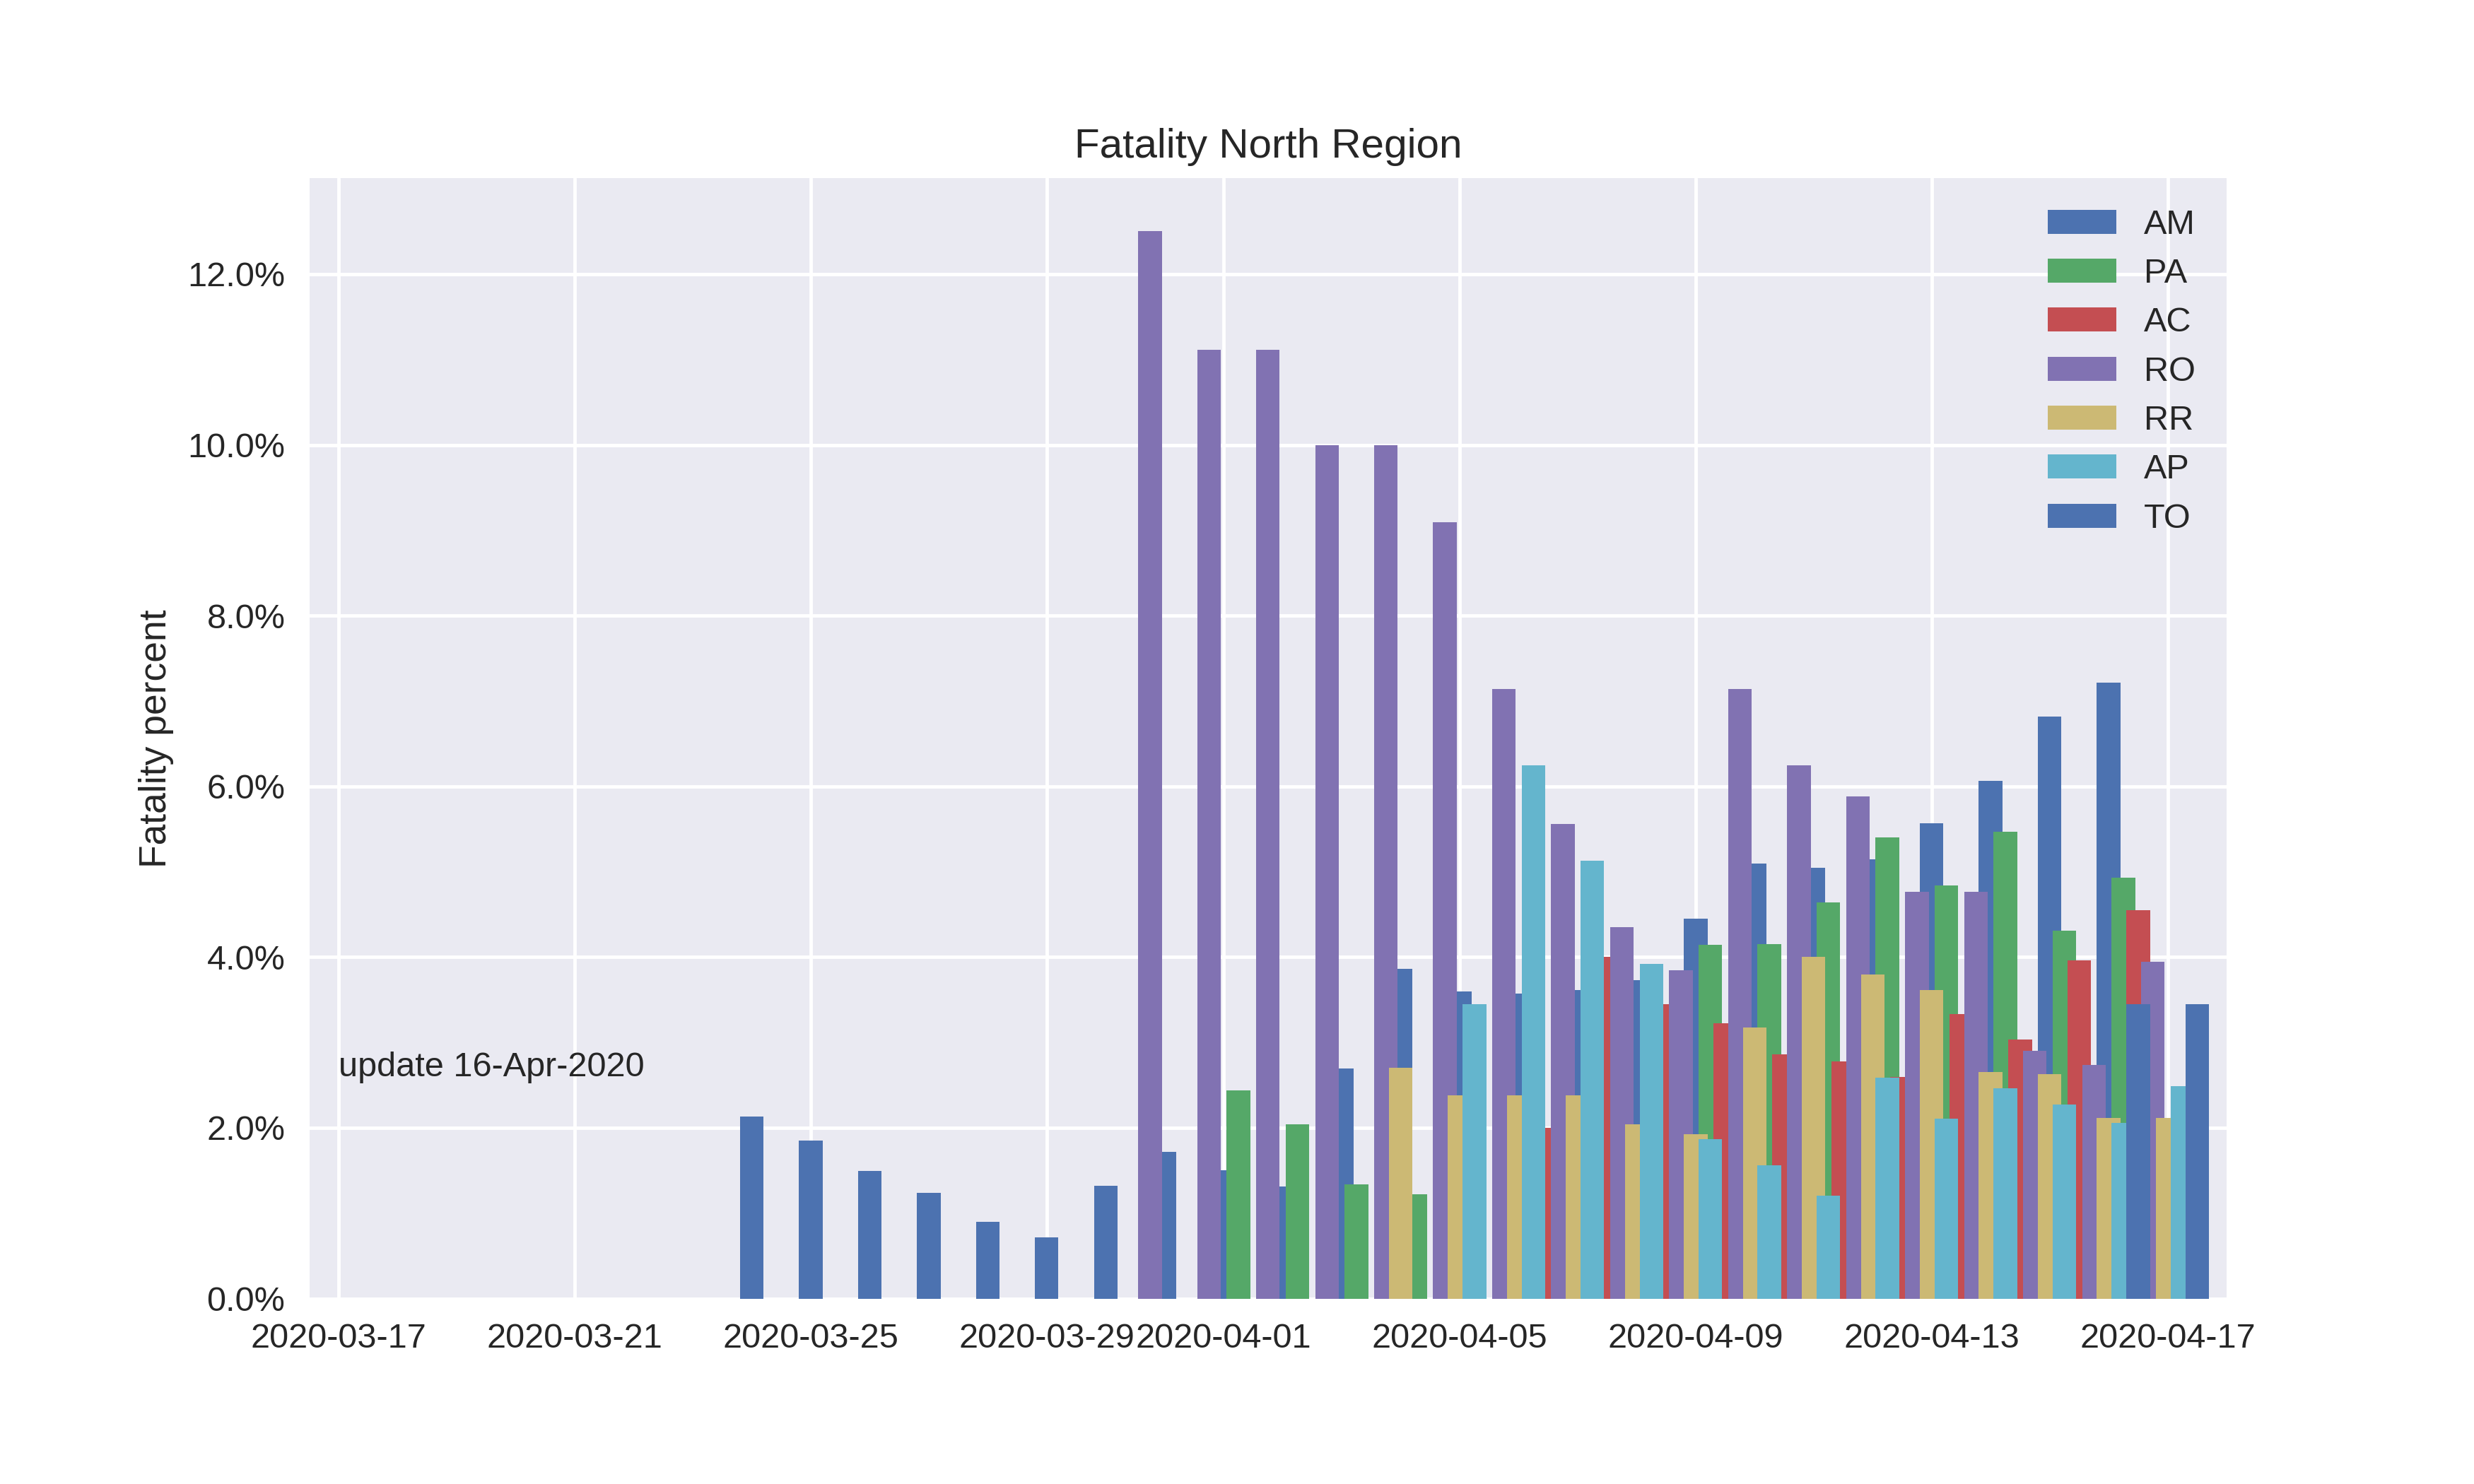 Fatality North Region
Fatality percent
12.0%
10.0%
8.0%
6.0%
4.0%
2.0%
0.0%
AM
PA
AC
RO
RR
AP
TO
update 16-Apr-2020
2020-03-17 2020-03-21 2020-03-25 2020-03-29 2020-04-01 2020-04-05 2020-04-09 2020-04-13 2020-04-17